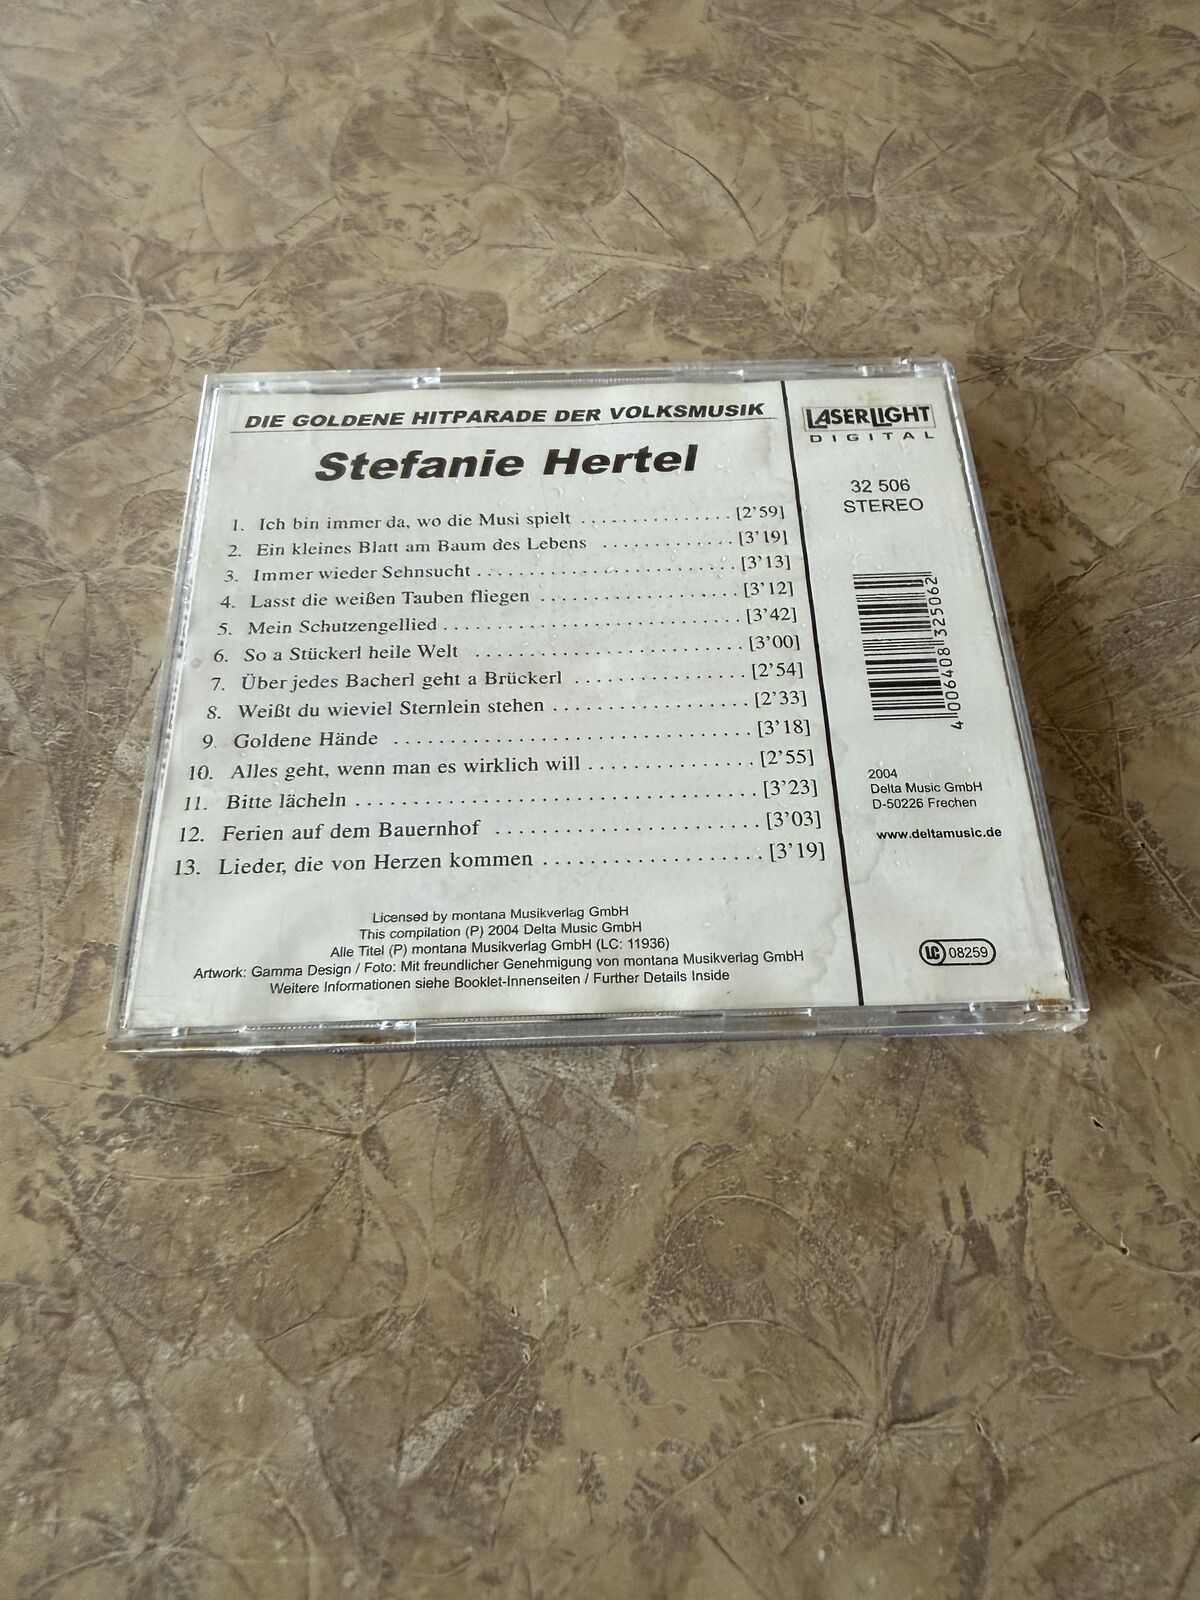 DIE GOLDENE HITPARADE DER VOLKSMUSIK
Stefanie Hertel
1. Ich bin immer da, wo die Musi spielt [2'59]
2. Ein kleines Blatt am Baum des Lebens [3'19]
3. Immer wieder Sehnsucht [3'13]
4. Lasst die weißen Tauben fliegen [3'12]
5. Mein Schutzengellied [3'42]
6. So a Stückerl heile Welt [3'00]
7. Über jedes Bacherl geht a Brückerl [2'54]
8. Weißt du wieviel Sternlein stehen [2'33]
9. Goldene Hände [3'18]
10. Alles geht, wenn man es wirklich will [2'55]
11. Bitte lächeln [3'23]
12. Ferien auf dem Bauernhof [3'03]
13. Lieder, die von Herzen kommen [3'19]
Licensed by montana Musikverlag GmbH
This compilation (P) 2004 Delta Music GmbH
Alle Titel (P) montana Musikverlag GmbH (LC: 11936)
Artwork: Gamma Design / Foto: Mit freundlicher Genehmigung von montana Musikverlag GmbH
Weitere Informationen siehe Booklet-Innenseiten / Further Details Inside
LASERLIGHT
DIGITAL
32 506
STEREO
4 006408 325062
2004
Delta Music GmbH
D-50226 Frechen
www.deltamusic.de
LC 08259